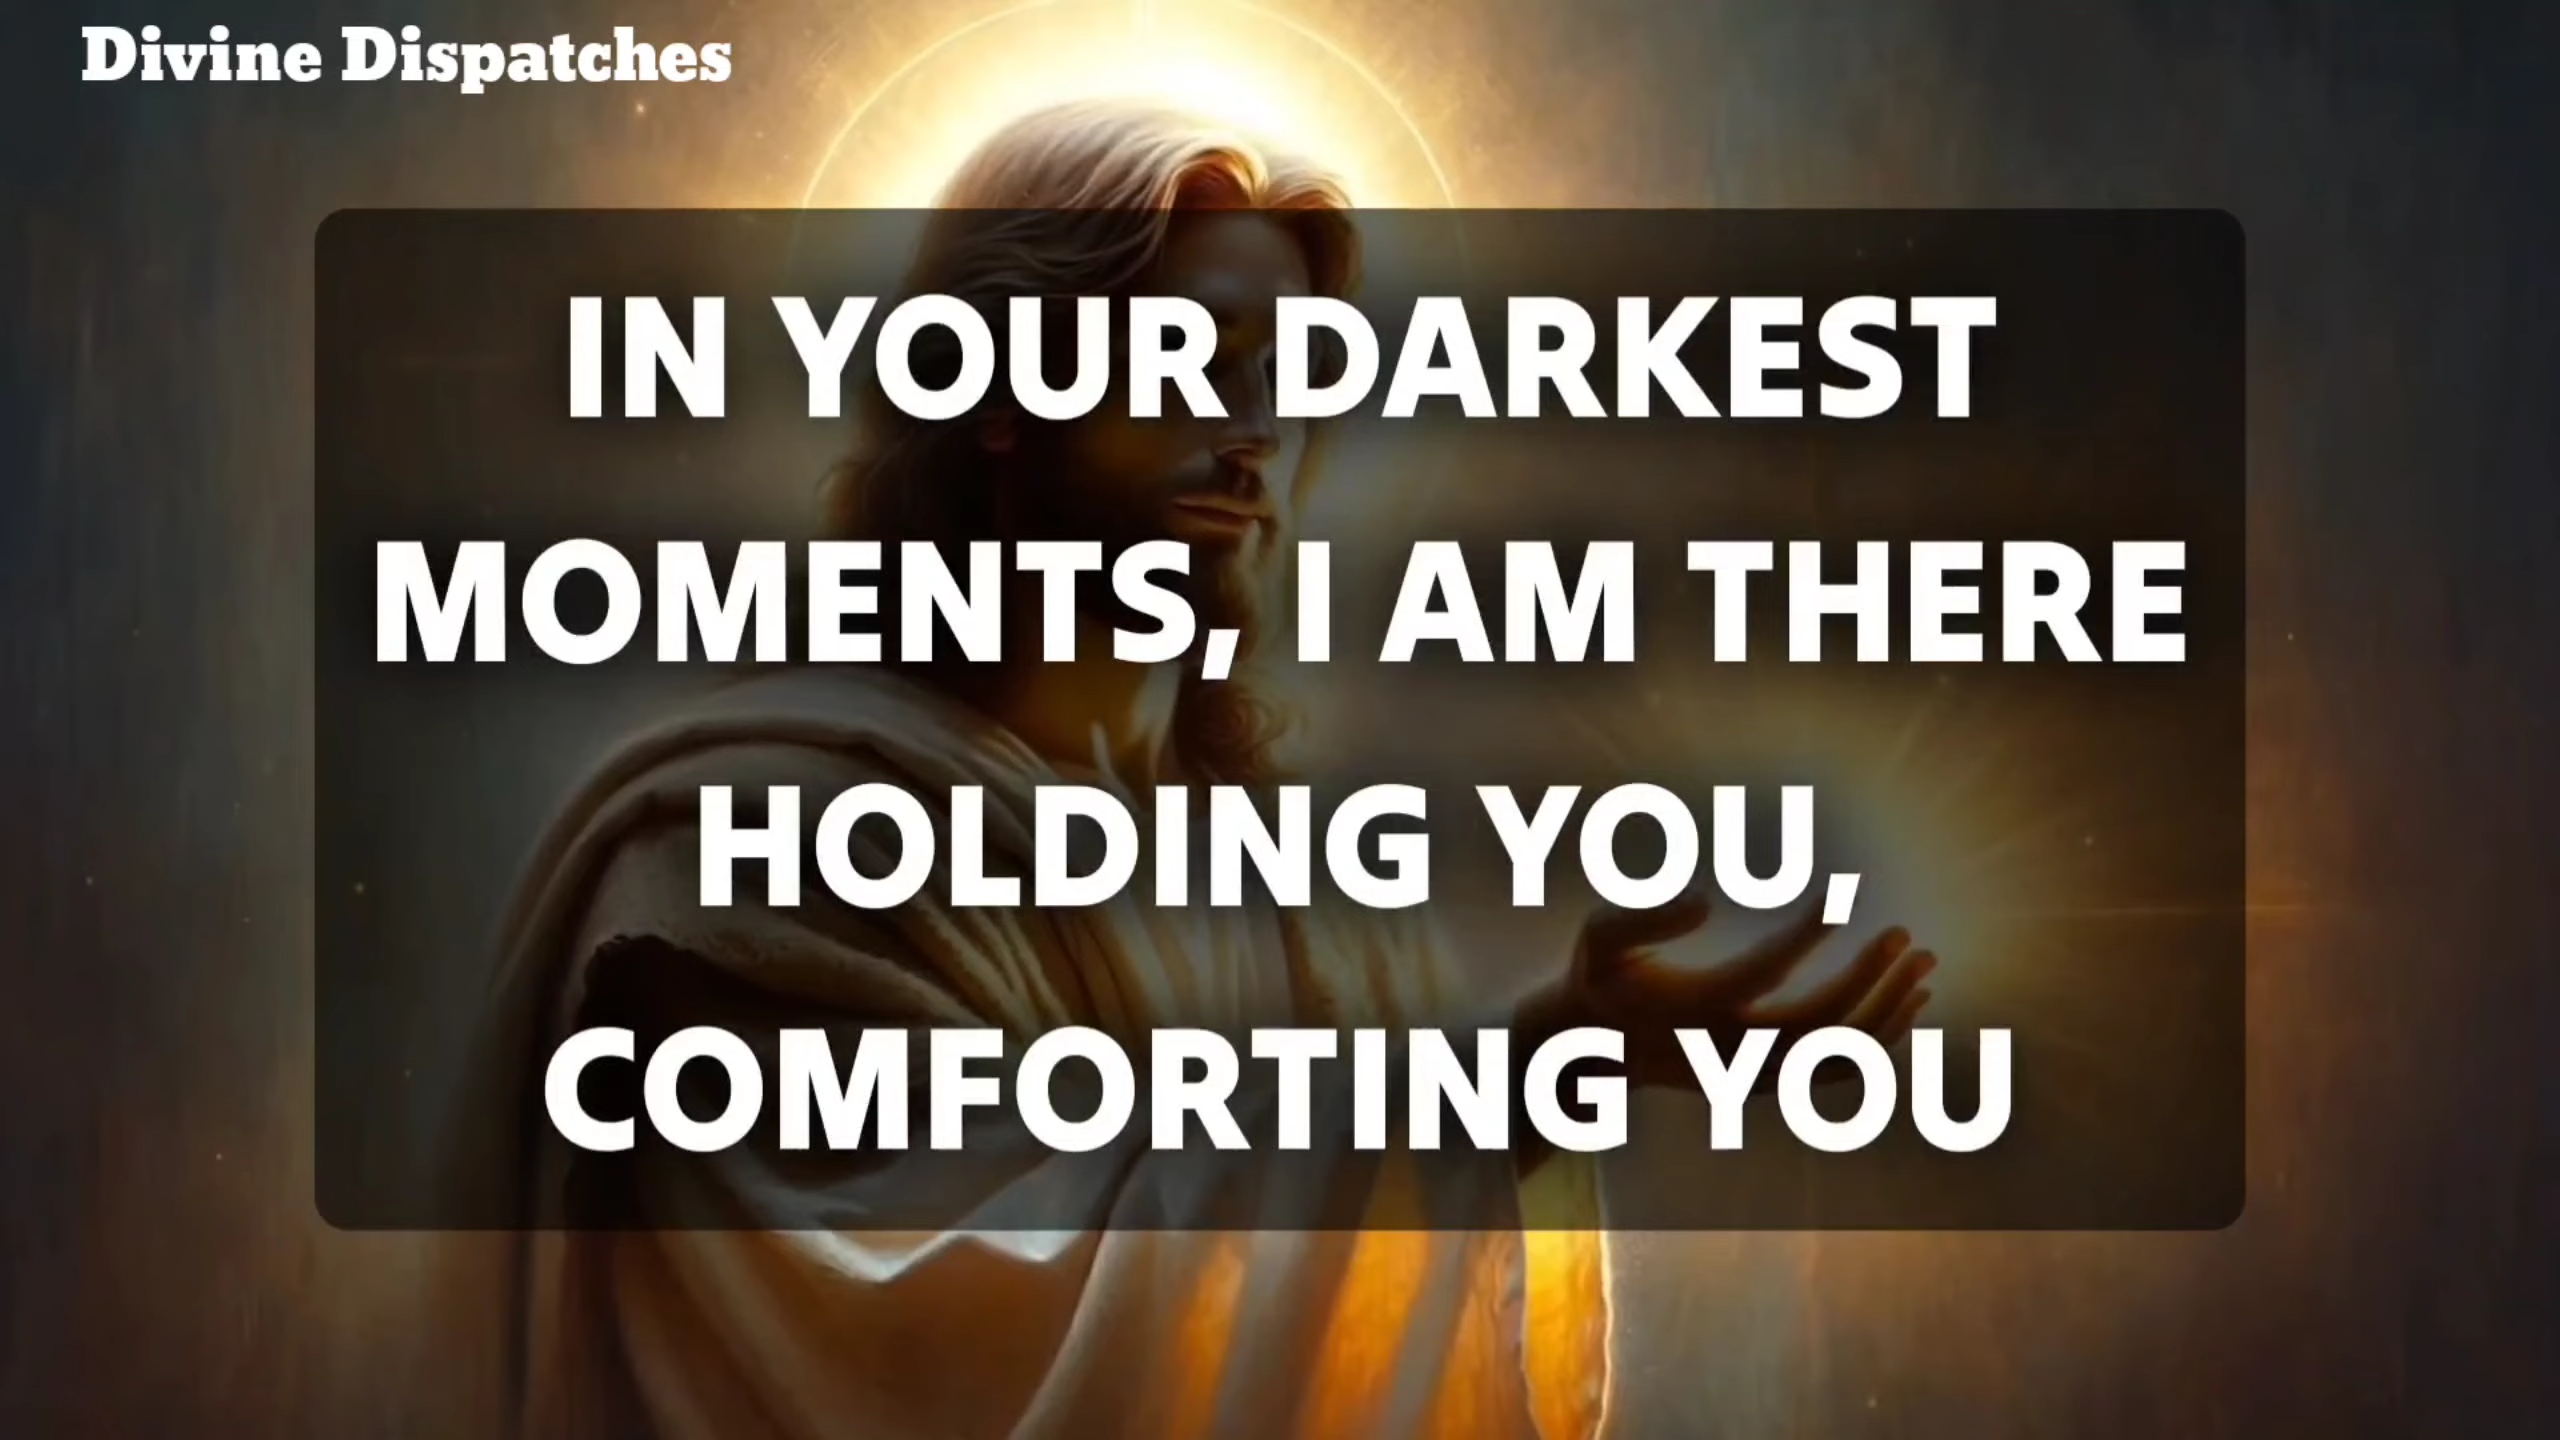 Divine Dispatches
IN YOUR DARKEST
MOMENTS, I AM THERE
HOLDING YOU,
COMFORTING YOU